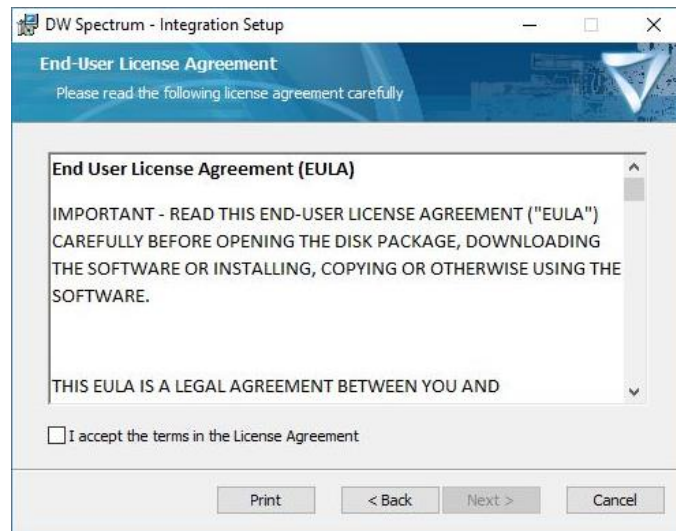 DW Spectrum - Integration Setup
End-User License Agreement
Please read the following license agreement carefully
End User License Agreement (EULA)
IMPORTANT - READ THIS END-USER LICENSE AGREEMENT ("EULA")
CAREFULLY BEFORE OPENING THE DISK PACKAGE, DOWNLOADING
THE SOFTWARE OR INSTALLING, COPYING OR OTHERWISE USING THE
SOFTWARE.
THIS EULA IS A LEGAL AGREEMENT BETWEEN YOU AND
I accept the terms in the License Agreement
Print < Back Next > Cancel